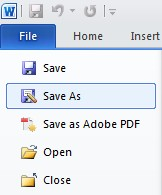 File Home Insert
Save
Save As
Save as Adobe PDF
Open
Close